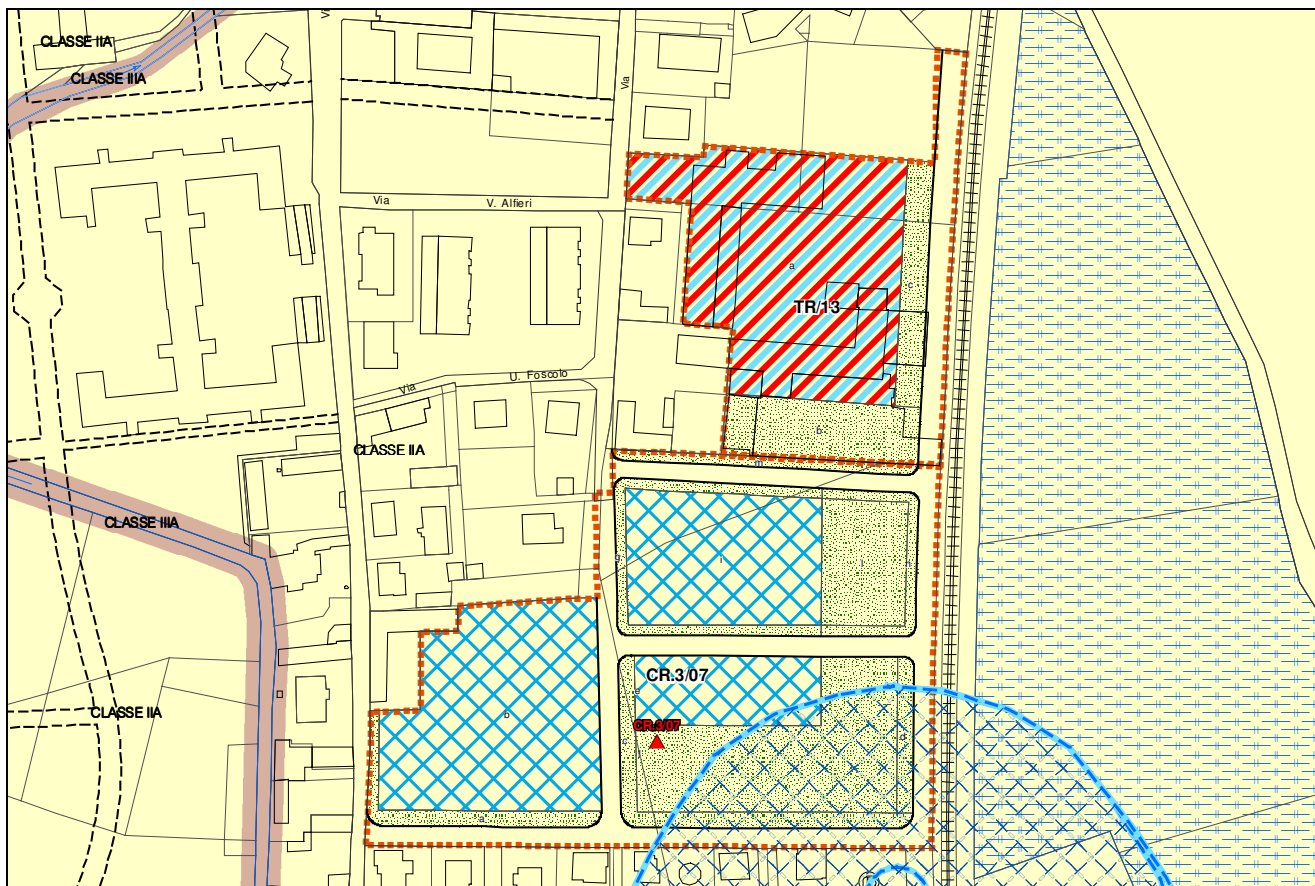 Vi
CLASSE IIA
CLASSE IIIA
Via
Via
V. Alfieri
a
c
TR/13
Via
U. Foscolo
b
m
CLASSE IIA
CLASSE IIIA
g
i
l
h
CR.3/07
e
CR.3/07
c
d
CLASSE IIA
b
a